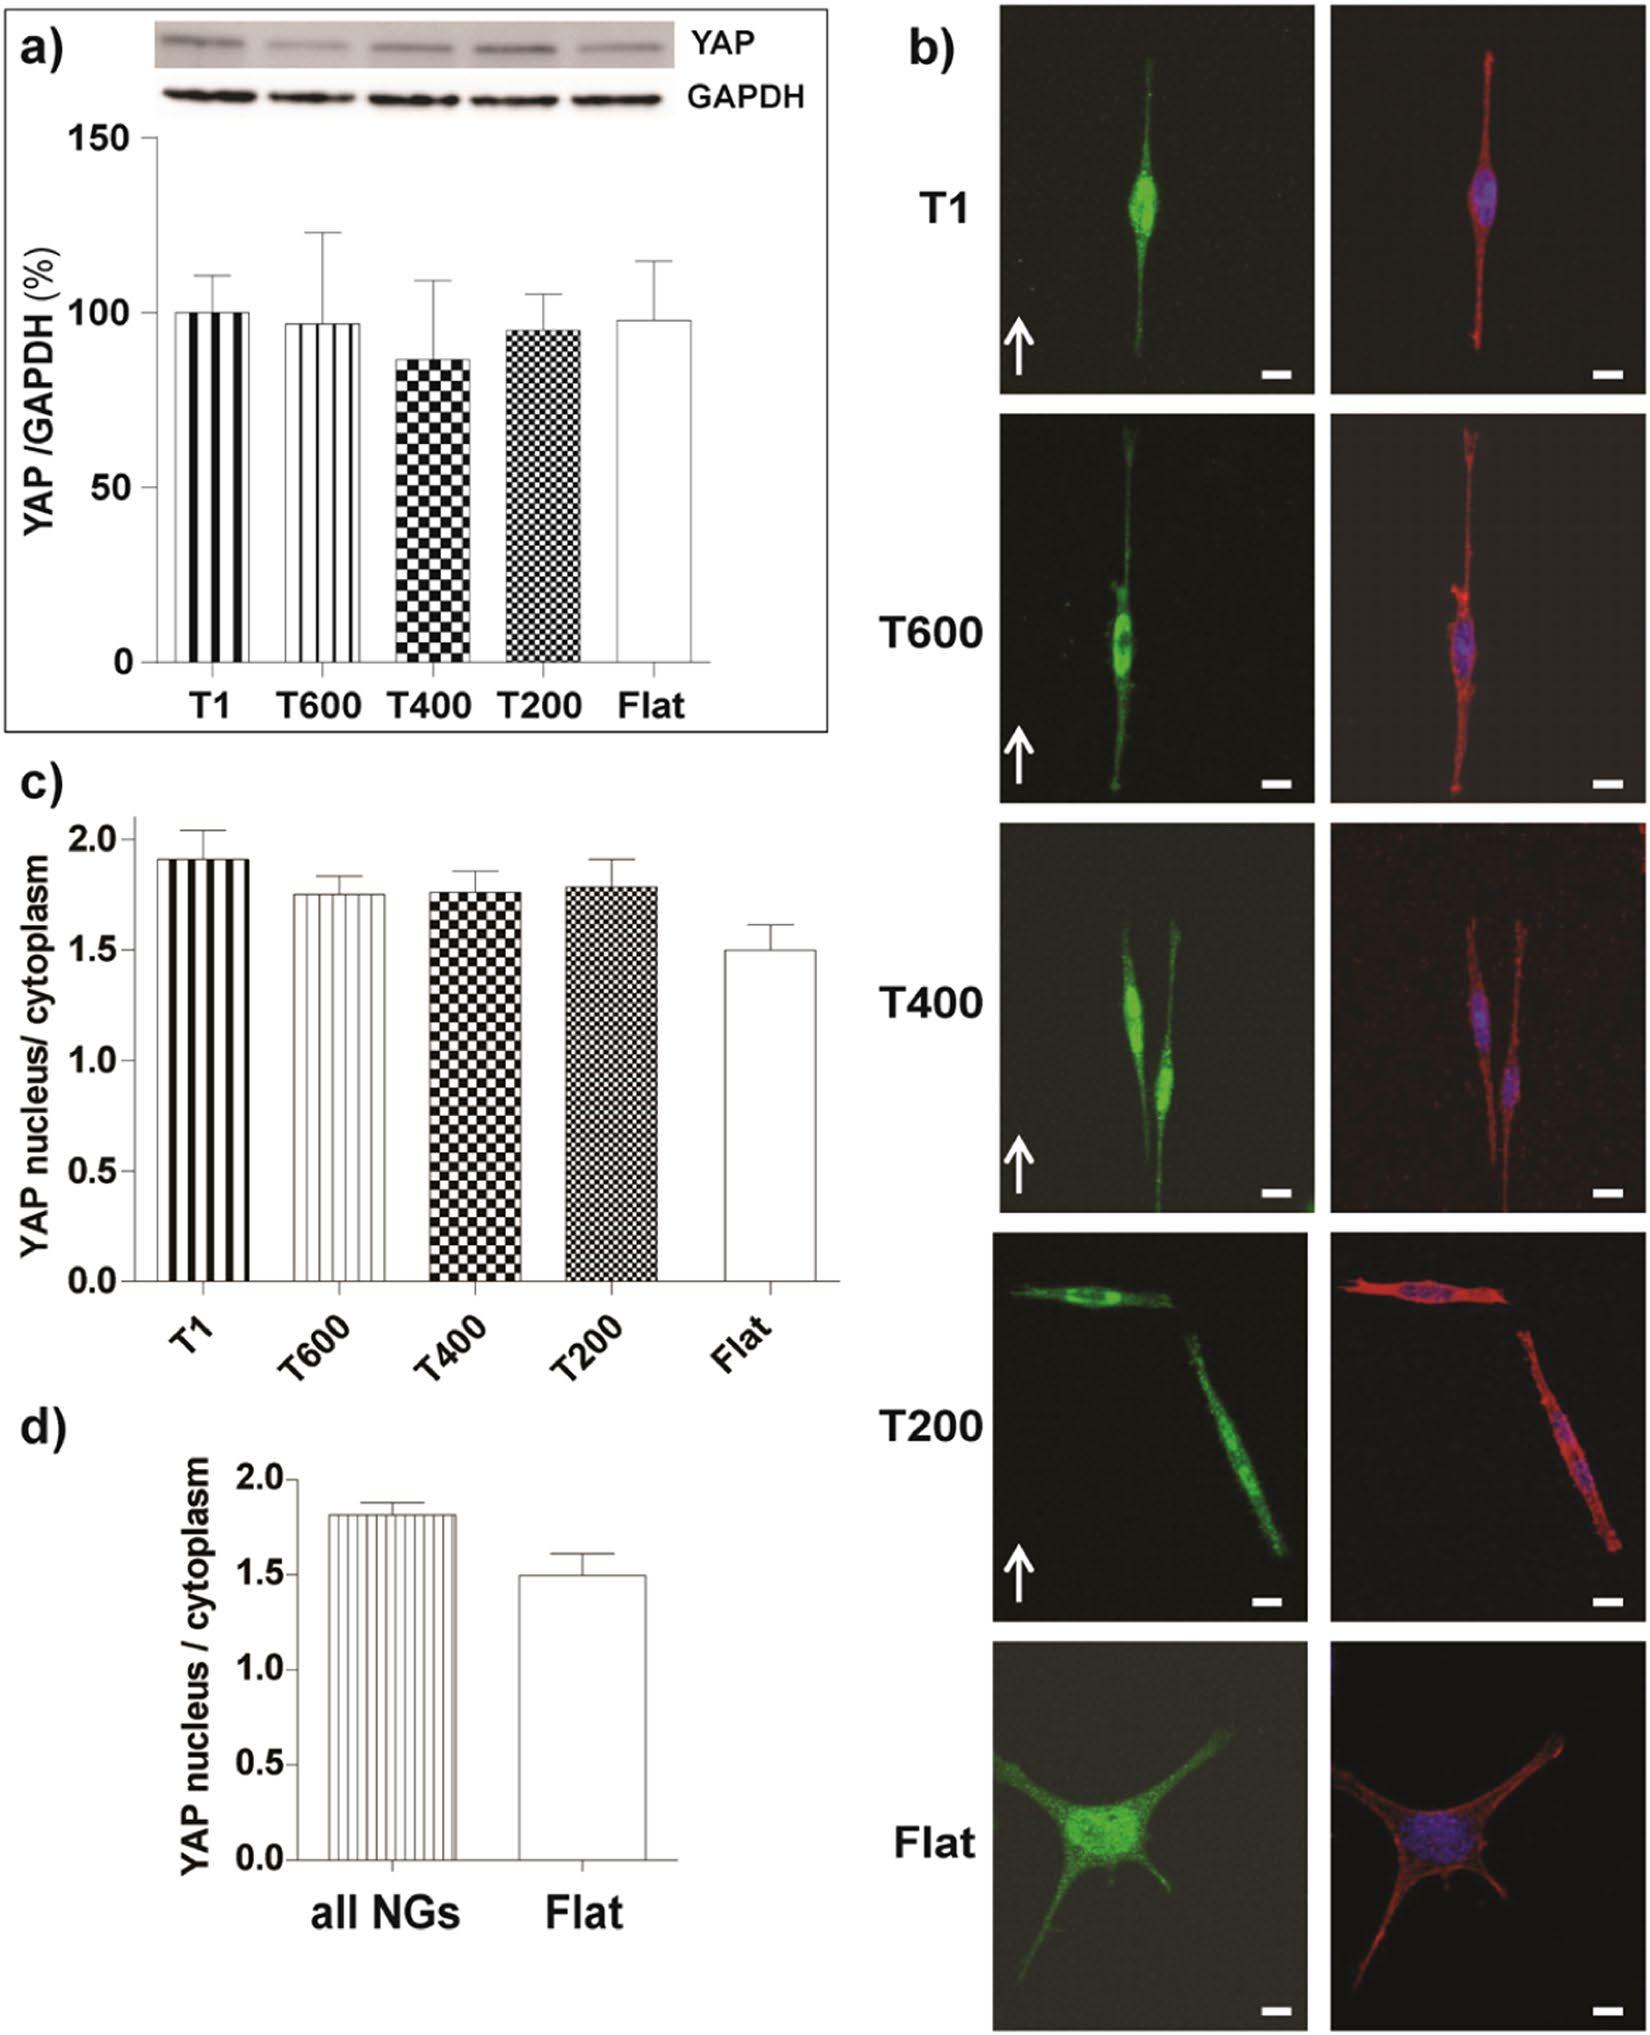 a)
YAP
GAPDH
YAP /GAPDH (%)
150
100
50
0
T1 T600 T400 T200 Flat
b)
T1
T600
T400
T200
Flat
c)
YAP nucleus/ cytoplasm
2.0
1.5
1.0
0.5
0.0
T1 T600 T400 T200 Flat
d)
YAP nucleus / cytoplasm
2.0
1.5
1.0
0.5
0.0
all NGs Flat